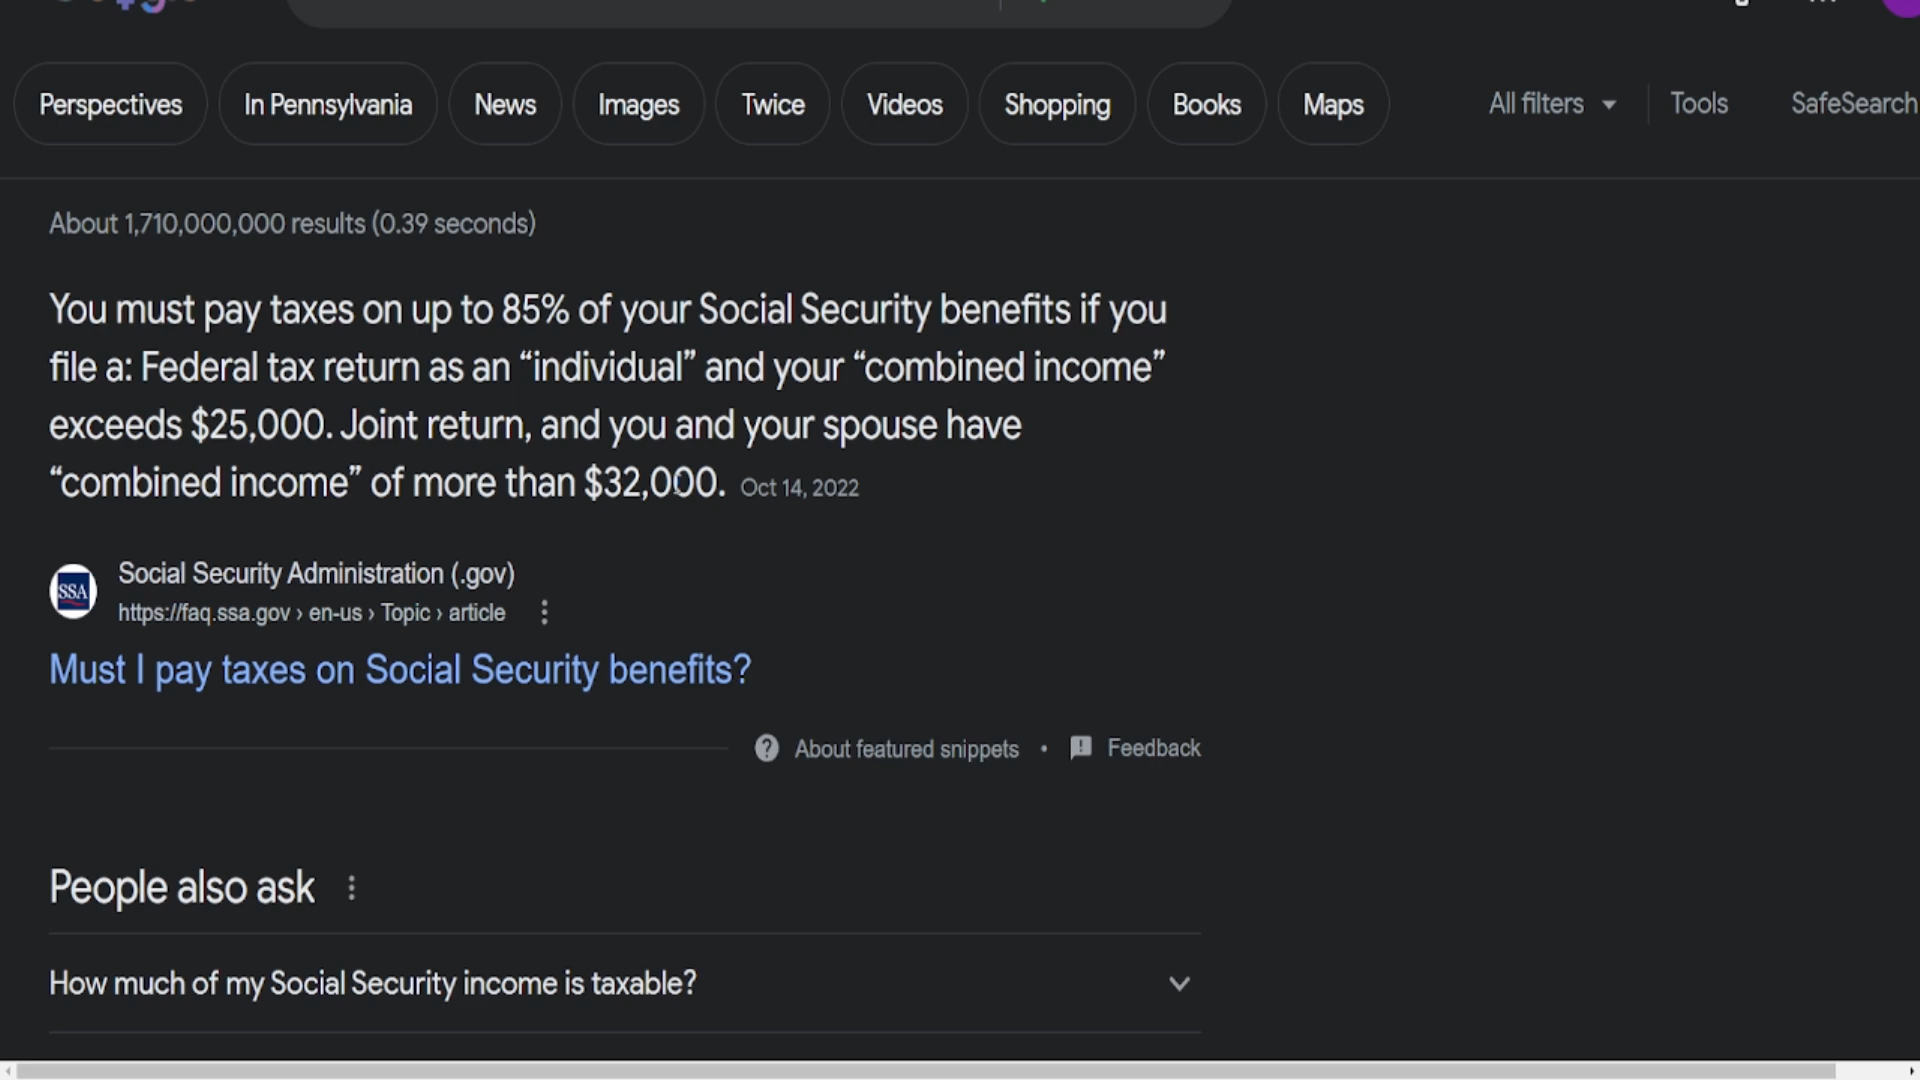 Perspectives In Pennsylvania News Images Twice Videos Shopping Books Maps All filters Tools SafeSearch
About 1,710,000,000 results (0.39 seconds)
You must pay taxes on up to 85% of your Social Security benefits if you
file a: Federal tax return as an “individual” and your “combined income”
exceeds $25,000. Joint return, and you and your spouse have
“combined income” of more than $32,000. Oct 14, 2022
SSA
Social Security Administration (.gov)
https://faq.ssa.gov › en-us › Topic › article
Must I pay taxes on Social Security benefits?
About featured snippets • Feedback
People also ask
How much of my Social Security income is taxable?